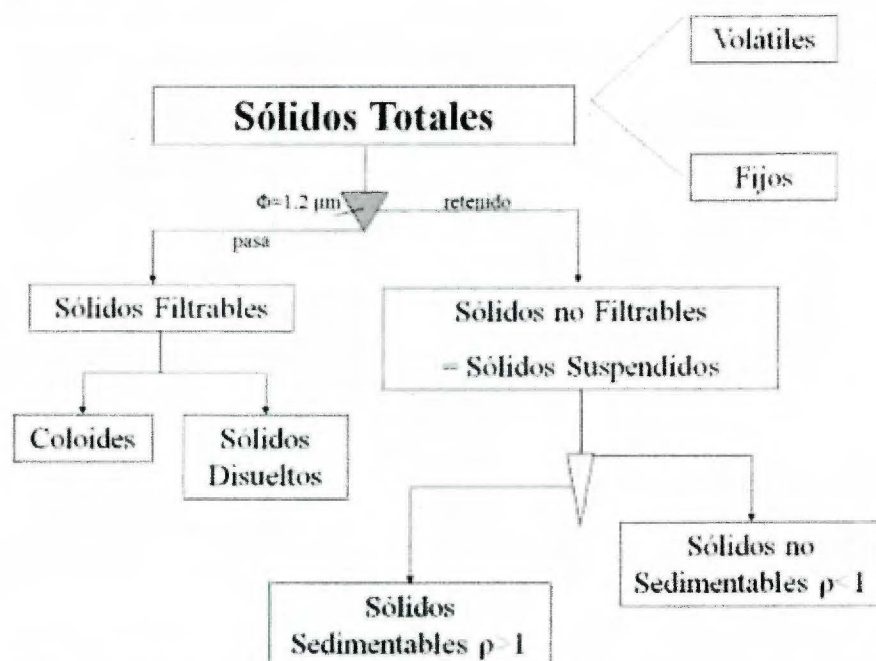 Volátiles
Sólidos Totales
Fijos
Φ=1.2 μm
retenido
pasa
Sólidos Filtrables
Sólidos no Filtrables
= Sólidos Suspendidos
Coloides
Sólidos
Disueltos
Sólidos no
Sedimentables ρ<1
Sólidos
Sedimentables ρ>1